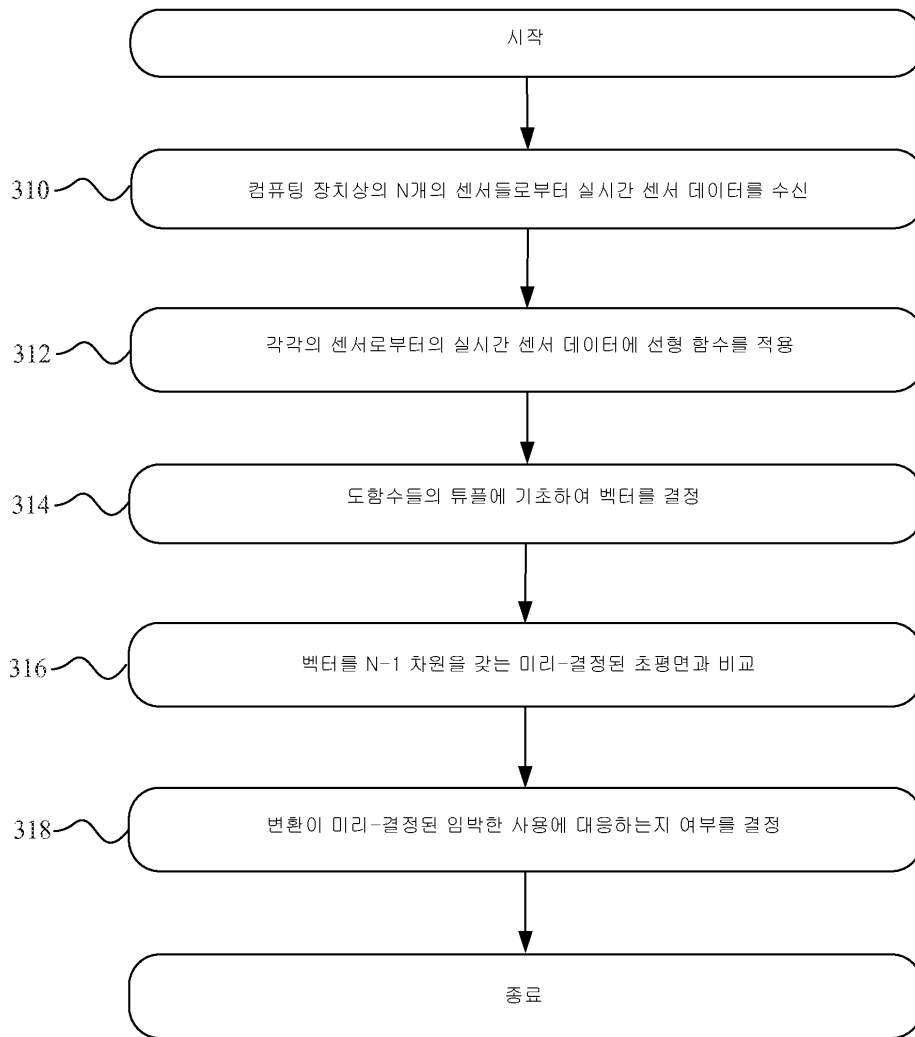 시작
310
컴퓨팅 장치상의 N개의 센서들로부터 실시간 센서 데이터를 수신
312
각각의 센서로부터의 실시간 센서 데이터에 선형 함수를 적용
314
도함수들의 튜플에 기초하여 벡터를 결정
316
벡터를 N-1 차원을 갖는 미리-결정된 초평면과 비교
318
변환이 미리-결정된 임박한 사용에 대응하는지 여부를 결정
종료